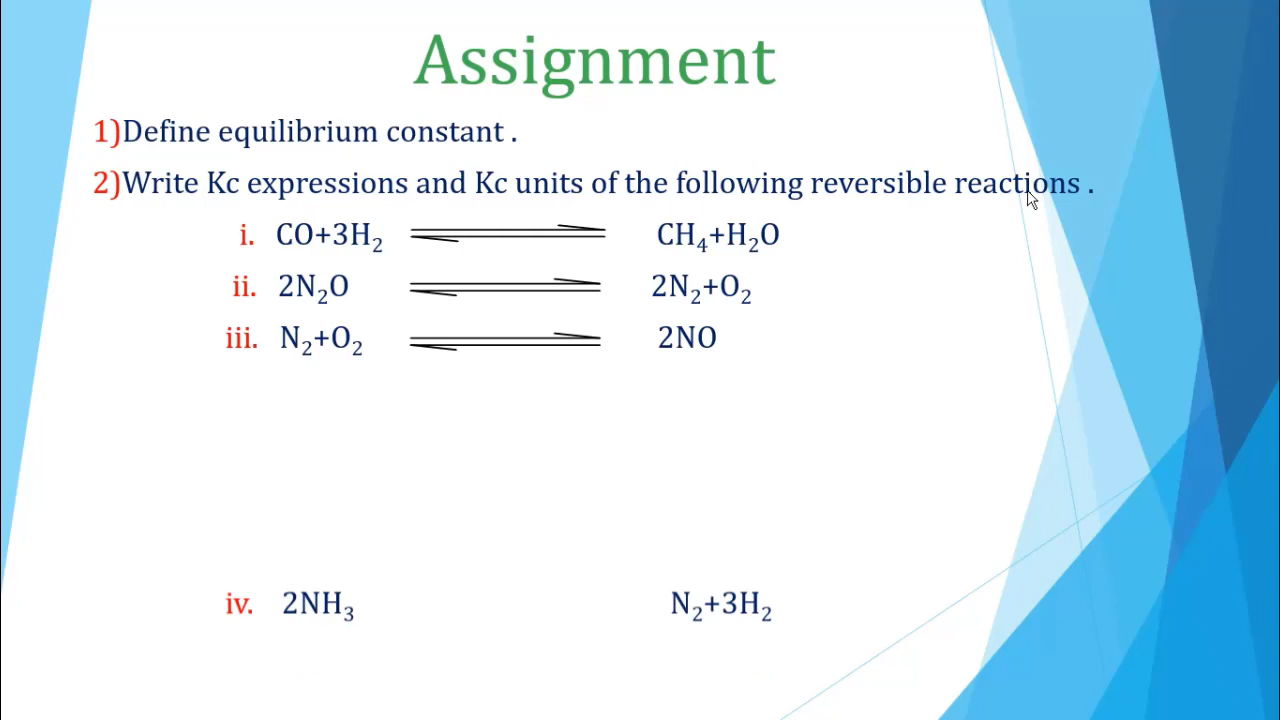 Assignment
1)Define equilibrium constant .
2)Write Kc expressions and Kc units of the following reversible reactions .
i. CO+3H₂ ⇌ CH₄+H₂O
ii. 2N₂O ⇌ 2N₂+O₂
iii. N₂+O₂ ⇌ 2NO
iv. 2NH₃ N₂+3H₂